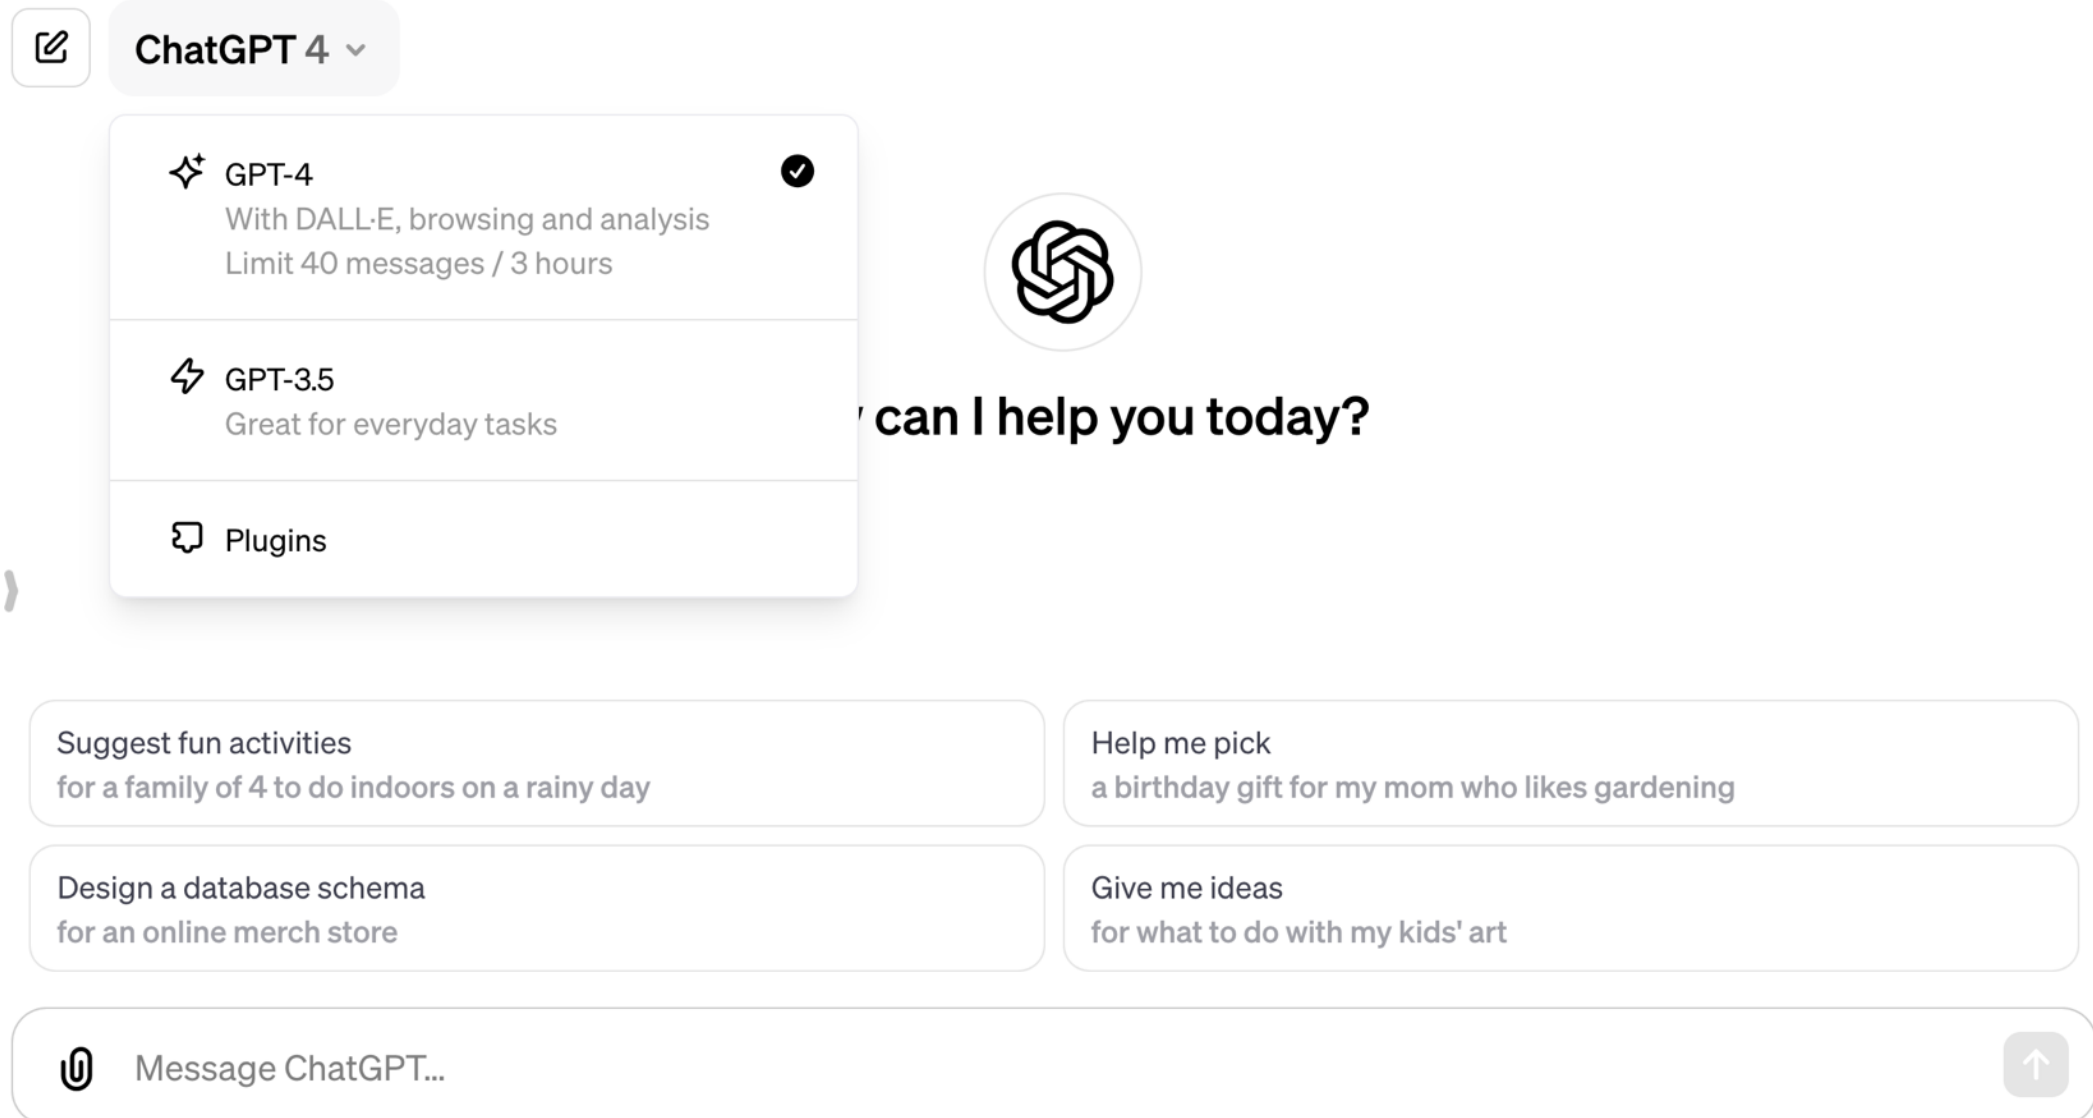 ChatGPT 4
GPT-4
With DALL·E, browsing and analysis
Limit 40 messages / 3 hours
GPT-3.5
Great for everyday tasks
Plugins
can I help you today?
Suggest fun activities
for a family of 4 to do indoors on a rainy day
Help me pick
a birthday gift for my mom who likes gardening
Design a database schema
for an online merch store
Give me ideas
for what to do with my kids' art
Message ChatGPT...